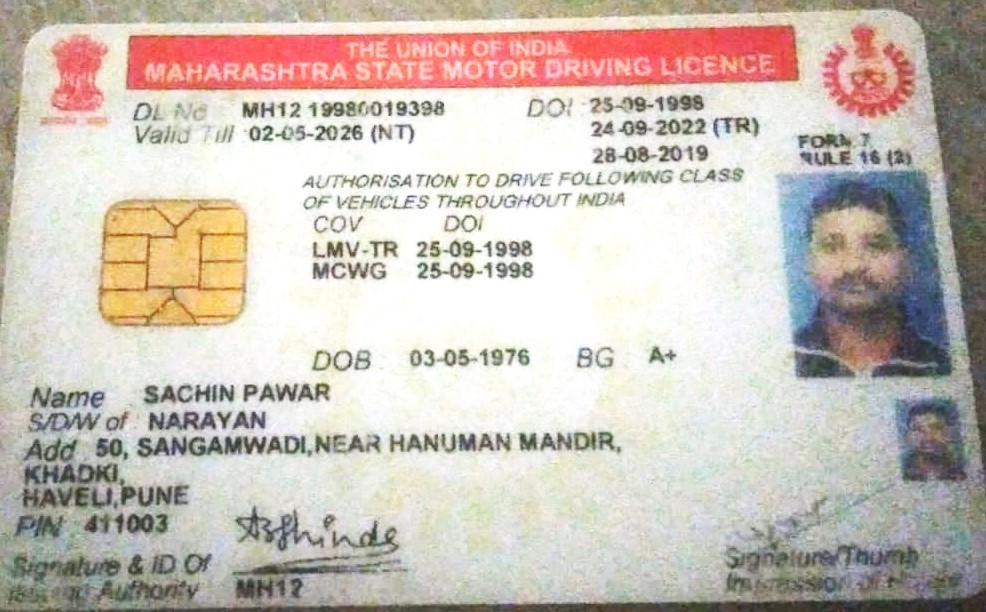 THE UNION OF INDIA
MAHARASHTRA STATE MOTOR DRIVING LICENCE
DL No MH12 19980019398 DOI : 25-09-1998
Valid Till : 02-05-2026 (NT) 24-09-2022 (TR)
28-08-2019
FORM 7
RULE 16 (2)
AUTHORISATION TO DRIVE FOLLOWING CLASS
OF VEHICLES THROUGHOUT INDIA
COV DOI
LMV-TR 25-09-1998
MCWG 25-09-1998
DOB 03-05-1976 BG A+
Name SACHIN PAWAR
S/D/W of NARAYAN
Add 50, SANGAMWADI,NEAR HANUMAN MANDIR,
KHADKI,
HAVELI,PUNE
PIN 411003
Signature & ID Of
Authority MH12
Signature/Thumb
Impression of